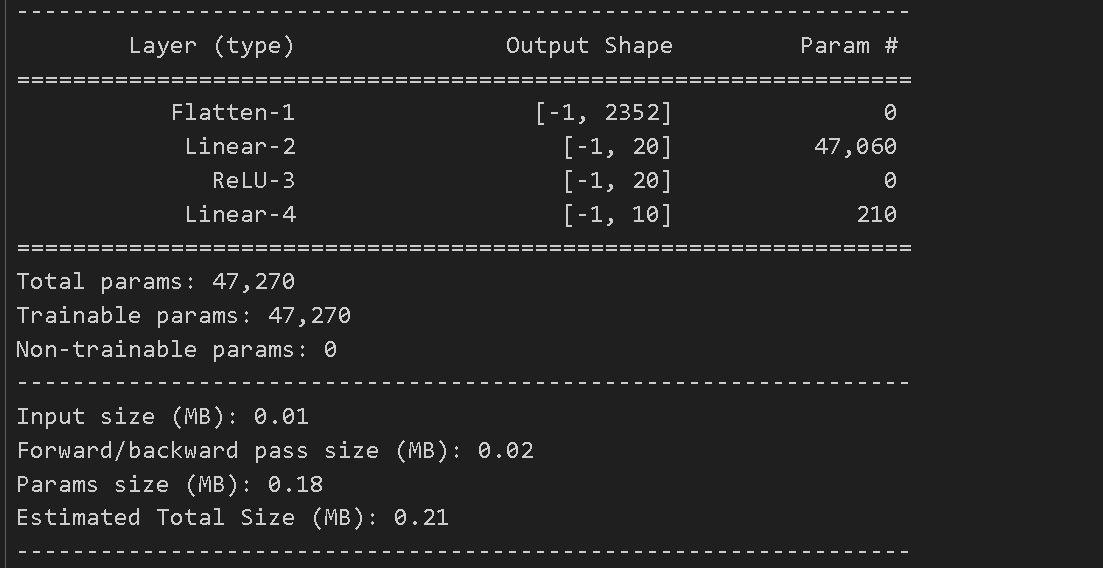 ----------------------------------------------------------------
        Layer (type)               Output Shape         Param #
================================================================
           Flatten-1                 [-1, 2352]               0
            Linear-2                   [-1, 20]          47,060
              ReLU-3                   [-1, 20]               0
            Linear-4                   [-1, 10]             210
================================================================
Total params: 47,270
Trainable params: 47,270
Non-trainable params: 0
----------------------------------------------------------------
Input size (MB): 0.01
Forward/backward pass size (MB): 0.02
Params size (MB): 0.18
Estimated Total Size (MB): 0.21
----------------------------------------------------------------